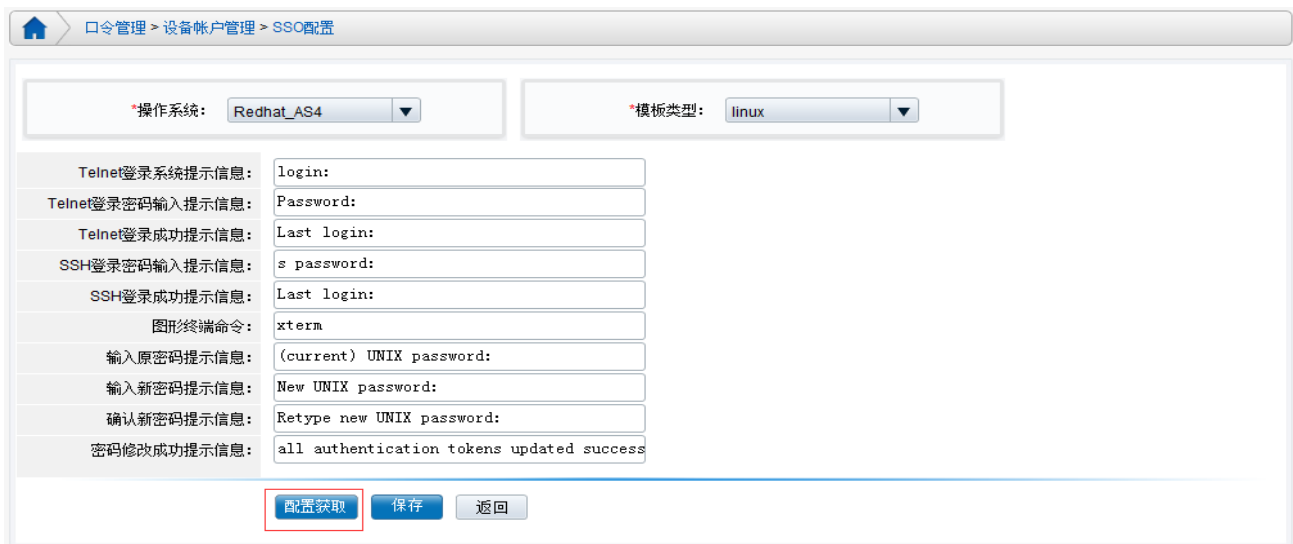 口令管理 > 设备帐户管理 > SSO配置
*操作系统： Redhat_AS4 *模板类型： linux
Telnet登录系统提示信息： login:
Telnet登录密码输入提示信息： Password:
Telnet登录成功提示信息： Last login:
SSH登录密码输入提示信息： s password:
SSH登录成功提示信息： Last login:
图形终端命令： xterm
输入原密码提示信息： (current) UNIX password:
输入新密码提示信息： New UNIX password:
确认新密码提示信息： Retype new UNIX password:
密码修改成功提示信息： all authentication tokens updated success
配置获取 保存 返回